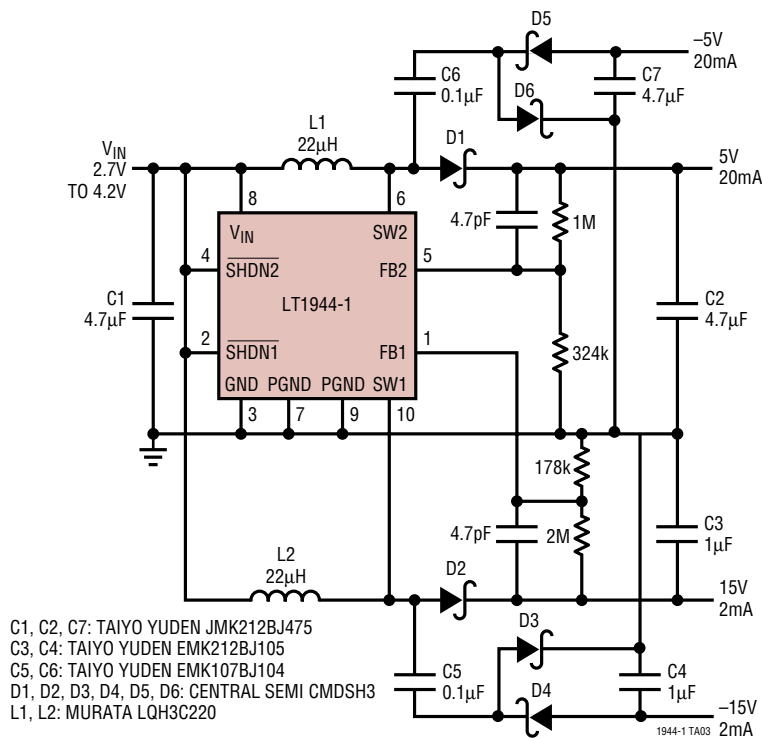 D5
–5V
20mA
C6
0.1µF
D6
C7
4.7µF
L1
22µH
D1
VIN
2.7V
TO 4.2V
5V
20mA
8
6
4.7pF
1M
VIN
SW2
4
5
SHDN2
FB2
C1
4.7µF
LT1944-1
C2
4.7µF
2
1
SHDN1
FB1
324k
GND PGND PGND SW1
3
7
9
10
178k
4.7pF
2M
C3
1µF
L2
22µH
D2
15V
2mA
D3
C1, C2, C7: TAIYO YUDEN JMK212BJ475
C3, C4: TAIYO YUDEN EMK212BJ105
C5, C6: TAIYO YUDEN EMK107BJ104
D1, D2, D3, D4, D5, D6: CENTRAL SEMI CMDSH3
L1, L2: MURATA LQH3C220
C5
0.1µF
D4
C4
1µF
–15V
2mA
1944-1 TA03